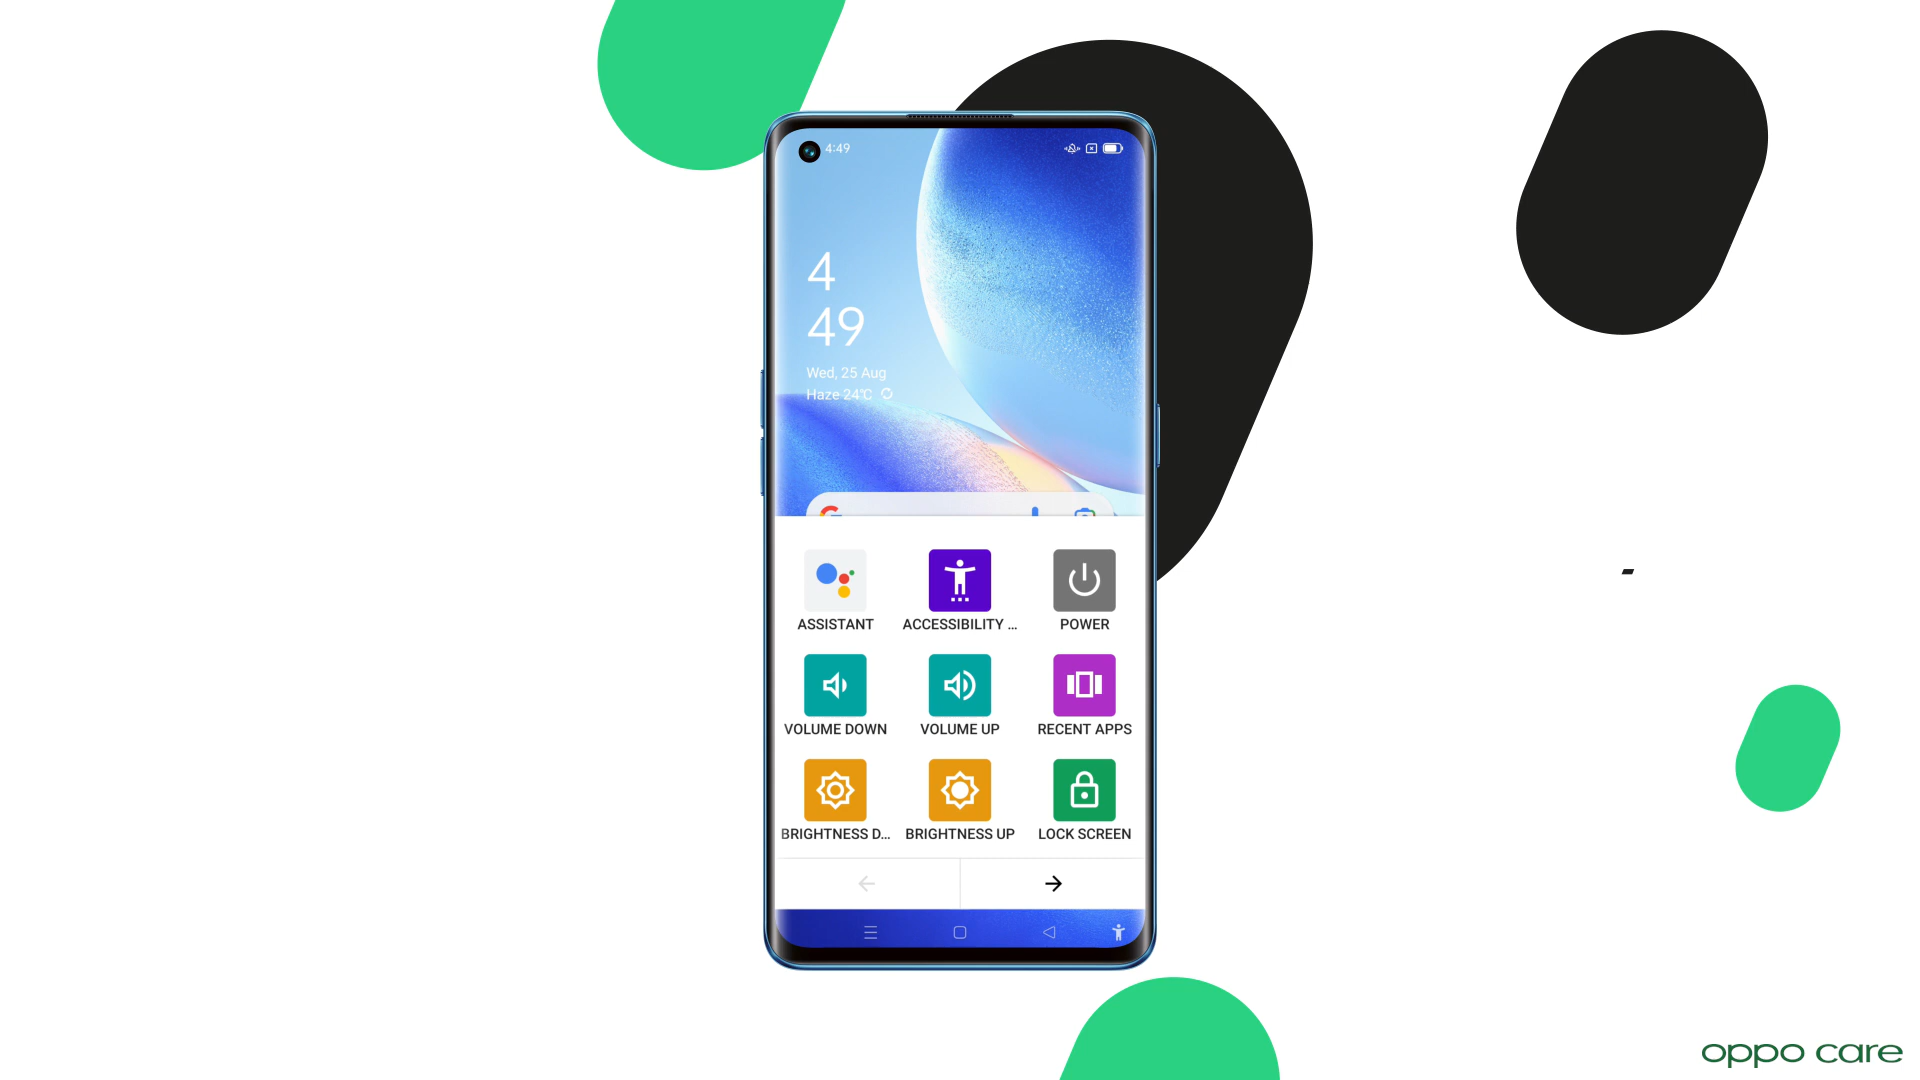 4:49
4
49
Wed, 25 Aug
Haze 24°C
ASSISTANT
ACCESSIBILITY ...
POWER
VOLUME DOWN
VOLUME UP
RECENT APPS
BRIGHTNESS D...
BRIGHTNESS UP
LOCK SCREEN
oppo care